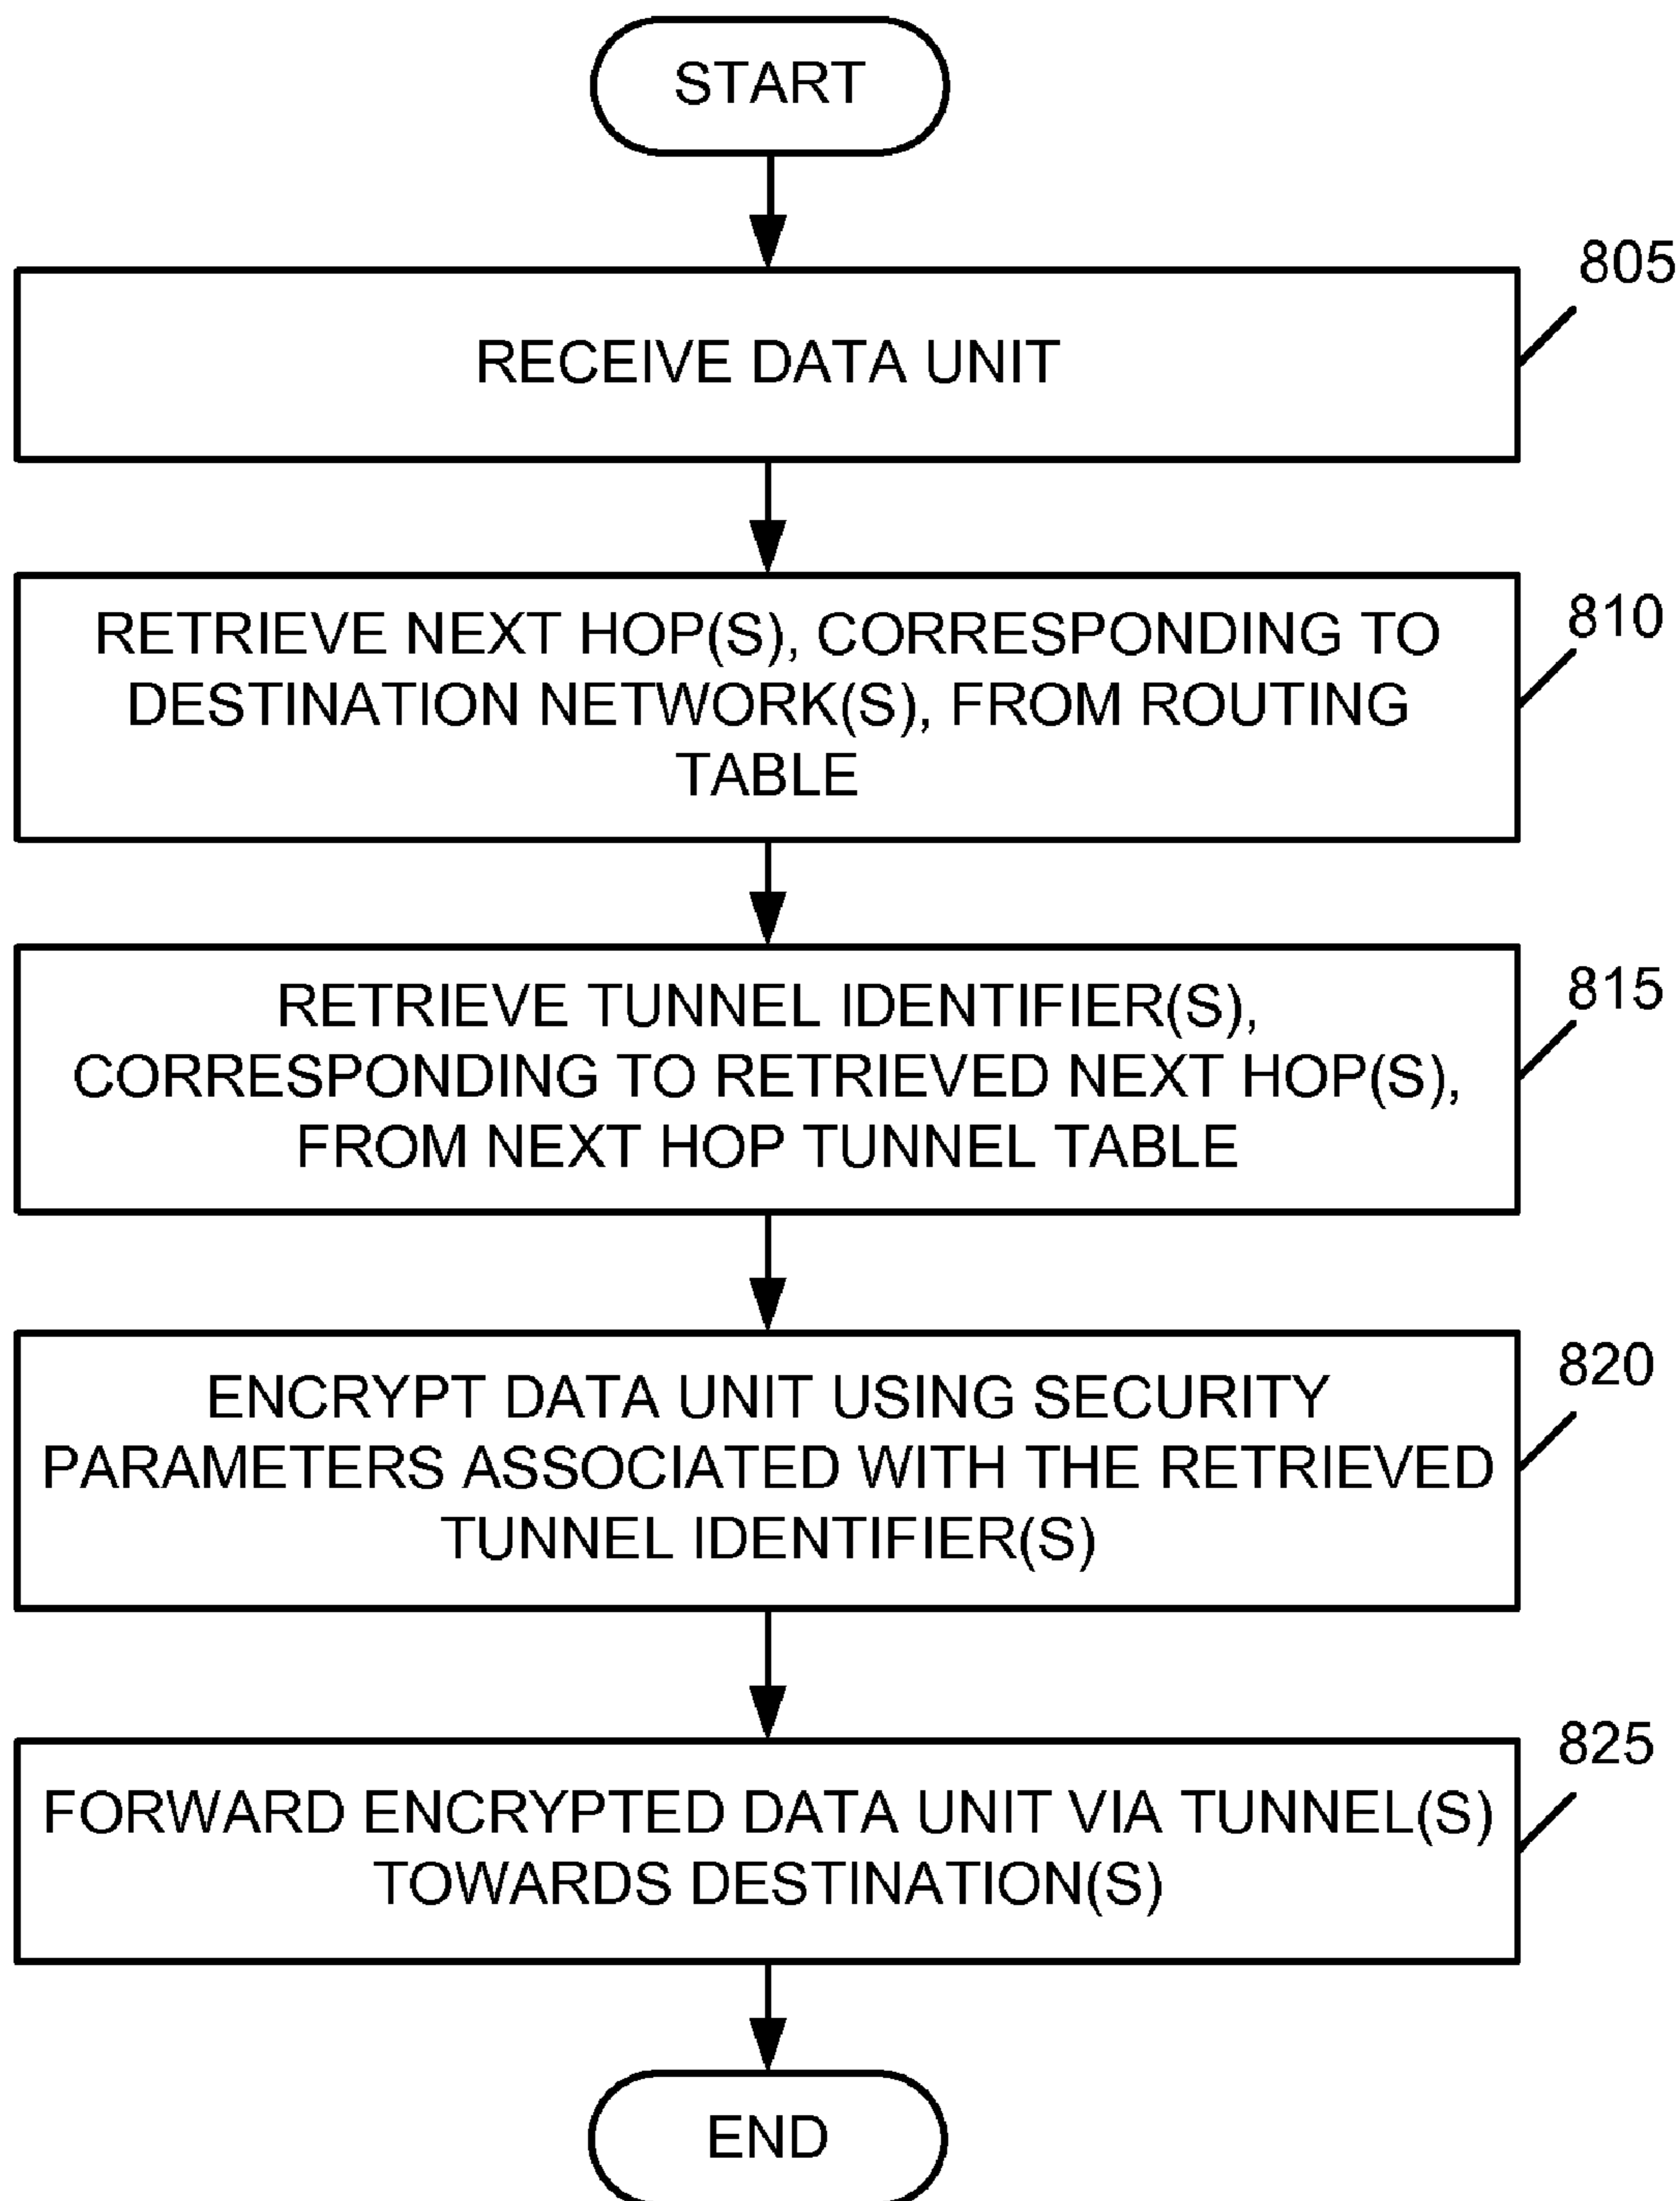 START
805
RECEIVE DATA UNIT
810
RETRIEVE NEXT HOP(S), CORRESPONDING TO
DESTINATION NETWORK(S), FROM ROUTING
TABLE
815
RETRIEVE TUNNEL IDENTIFIER(S),
CORRESPONDING TO RETRIEVED NEXT HOP(S),
FROM NEXT HOP TUNNEL TABLE
820
ENCRYPT DATA UNIT USING SECURITY
PARAMETERS ASSOCIATED WITH THE RETRIEVED
TUNNEL IDENTIFIER(S)
825
FORWARD ENCRYPTED DATA UNIT VIA TUNNEL(S)
TOWARDS DESTINATION(S)
END